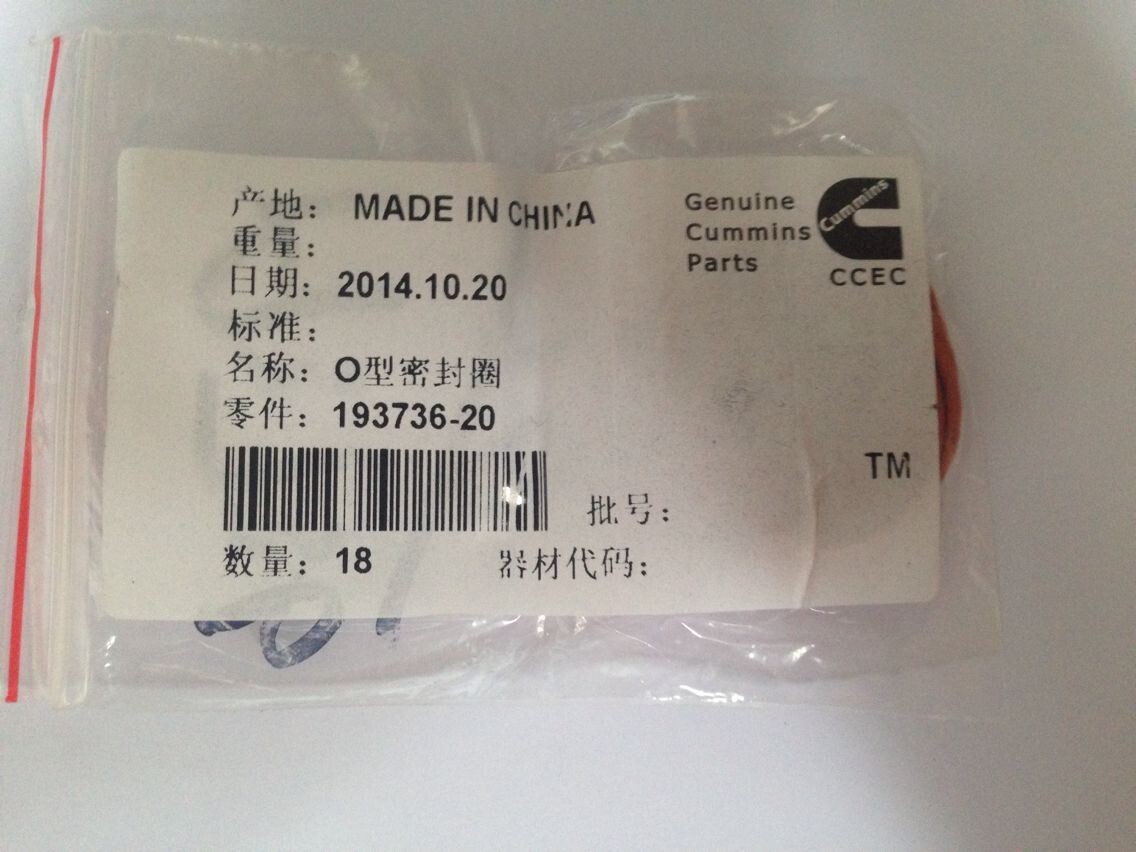 产地： MADE IN CHINA
重量：
日期： 2014.10.20
标准：
名称： O型密封圈
零件： 193736-20
批号：
数量： 18
器材代码：
Genuine
Cummins
Parts
Cummins
CCEC
TM